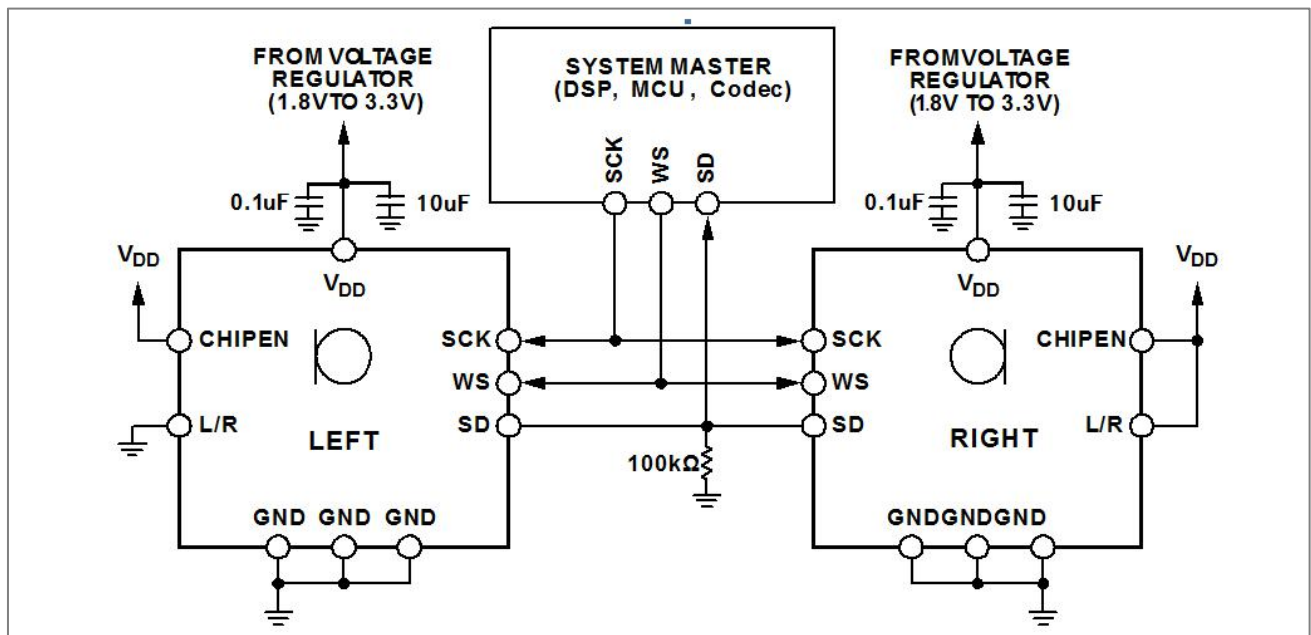 FROM VOLTAGE
REGULATOR
(1.8VTO 3.3V)
SYSTEM MASTER
(DSP, MCU, Codec)
FROMVOLTAGE
REGULATOR
(1.8V TO 3.3V)
SCK
WS
SD
0.1uF
10uF
0.1uF
10uF
VDD
VDD
VDD
VDD
CHIPEN
SCK
SCK
CHIPEN
WS
WS
L/R
LEFT
SD
SD
RIGHT
L/R
100kΩ
GND GND GND
GNDGNDGND